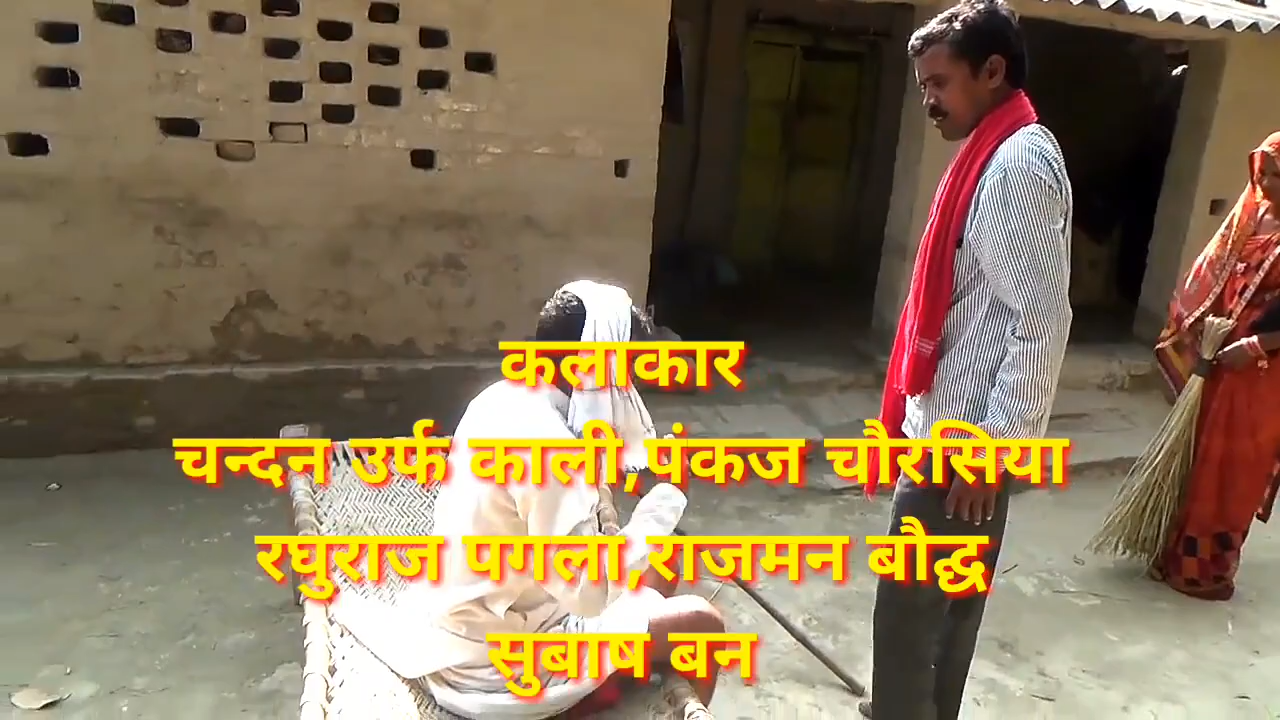 कलाकार
चन्दन उर्फ काली,पंकज चौरसिया
रघुराज पगला,राजमन बौद्ध
सुबाष बन